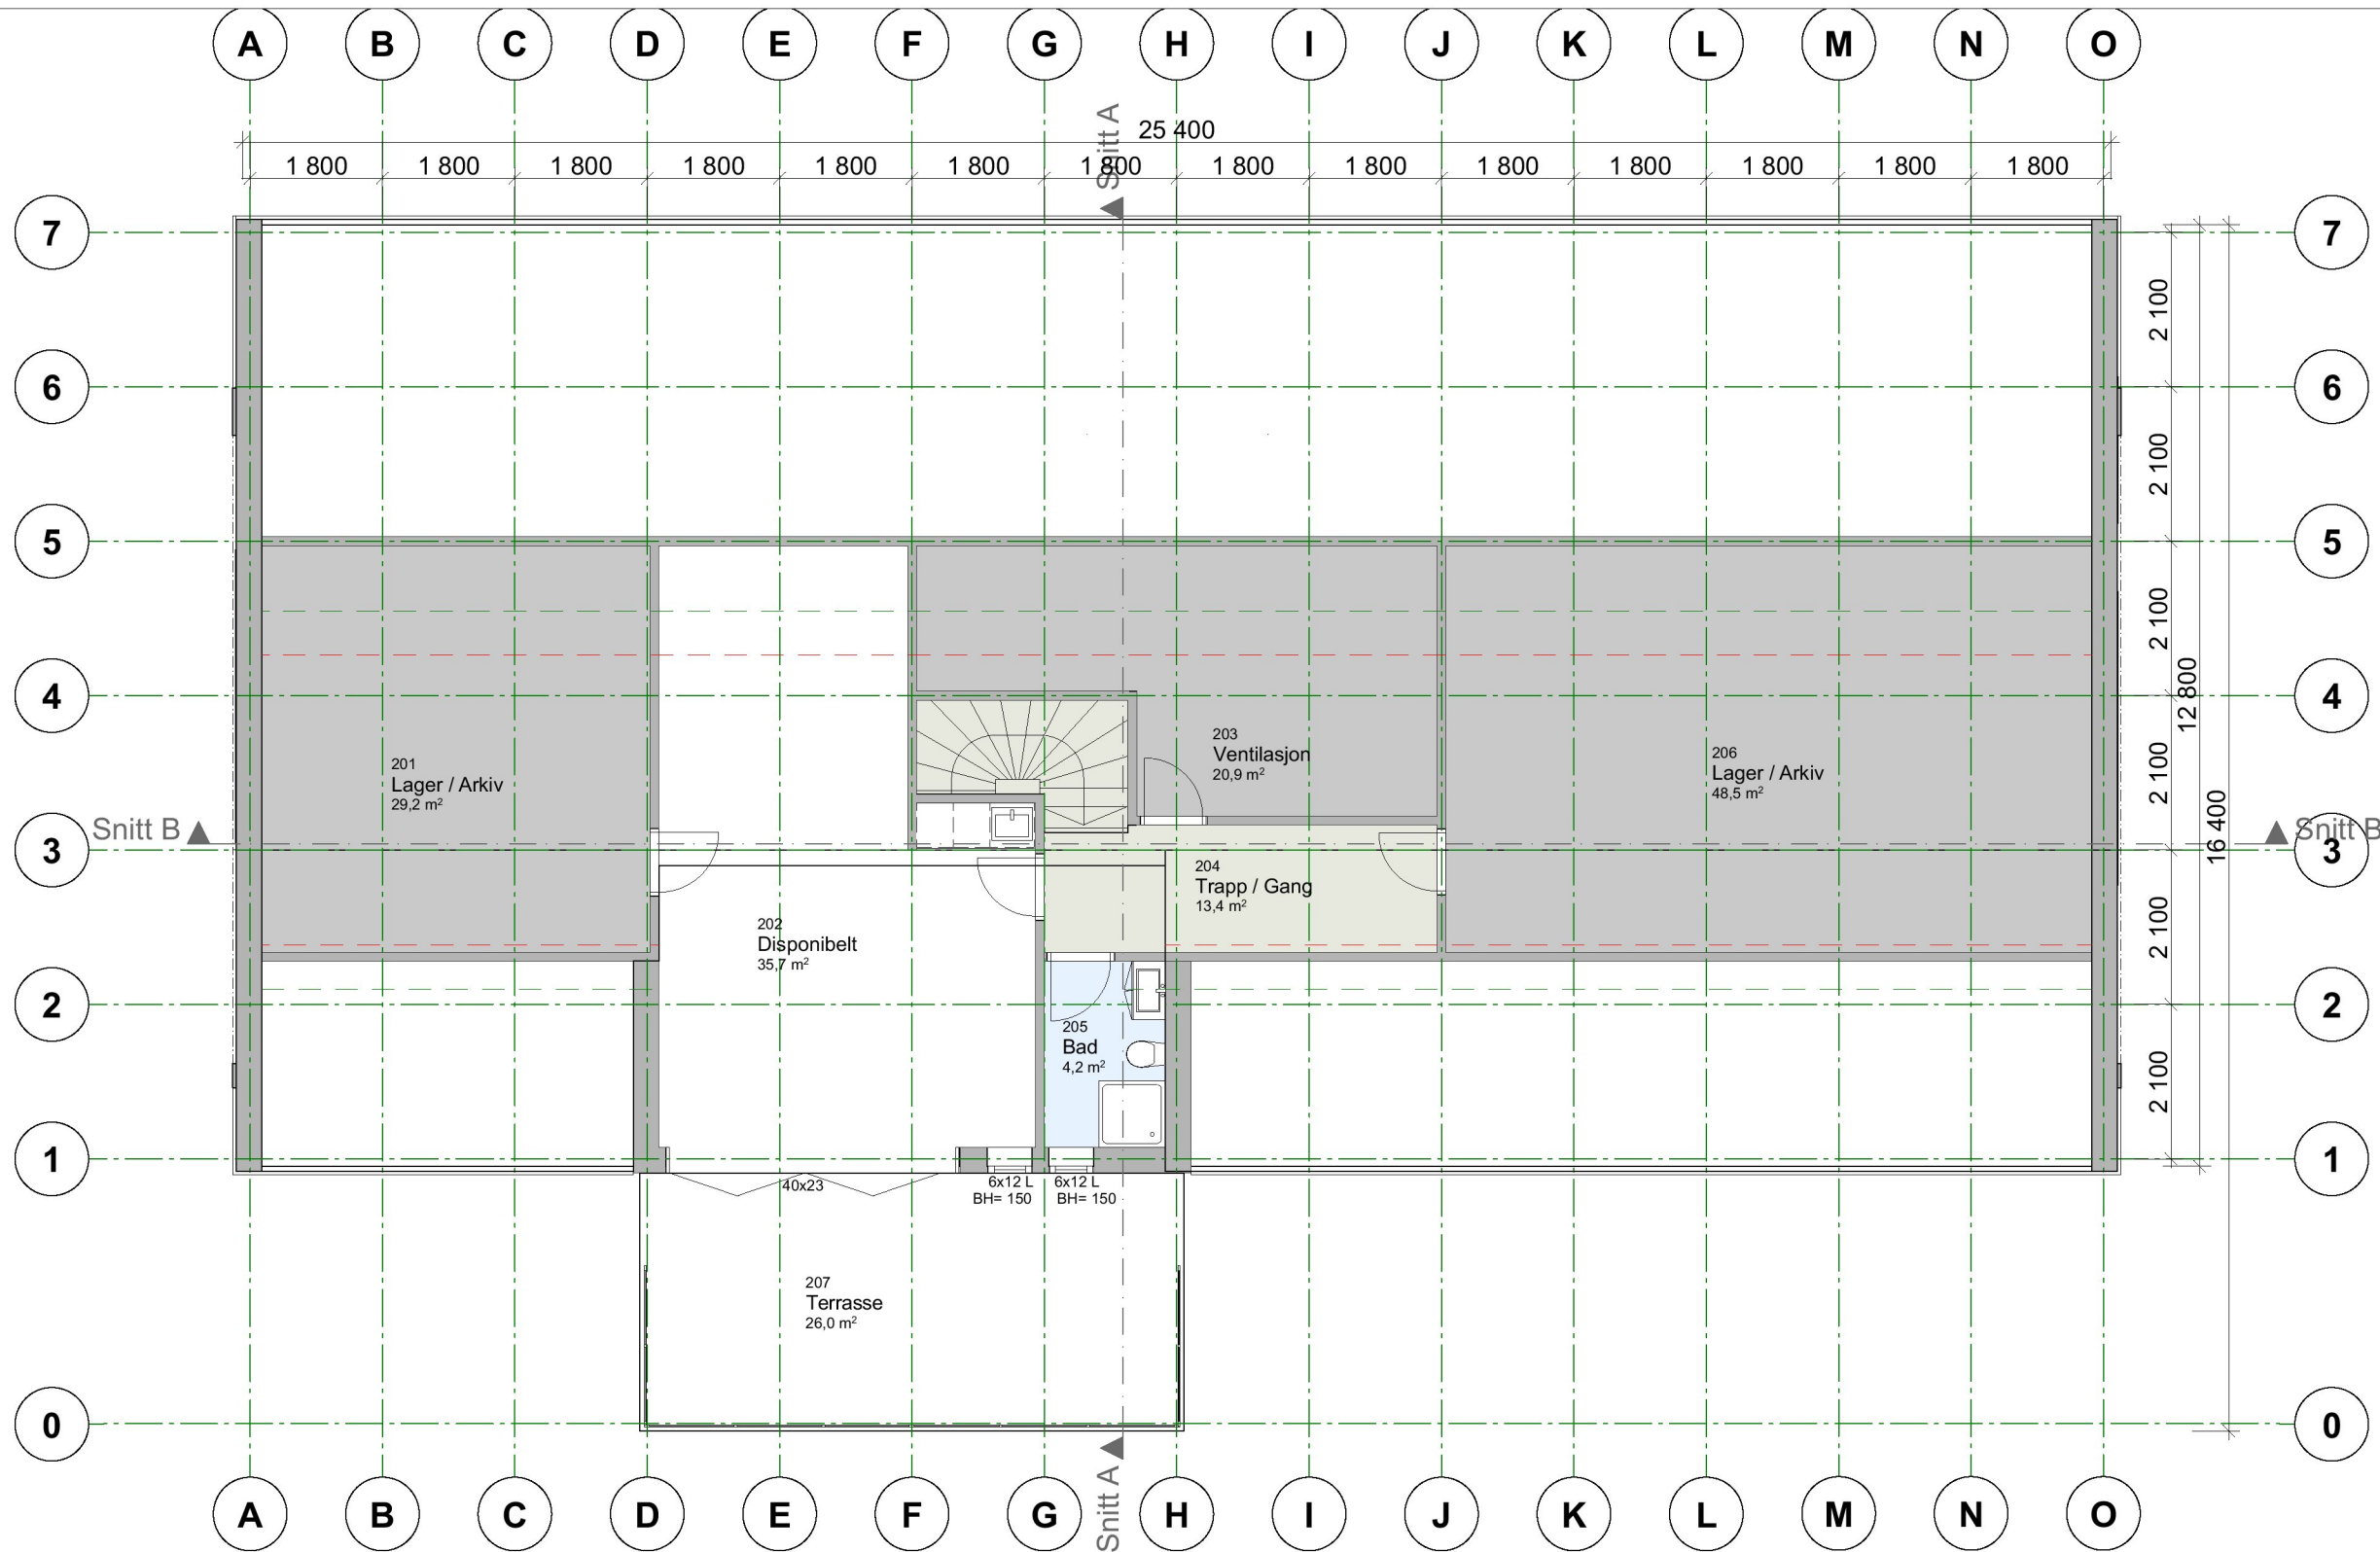 A B C D E F G H I J K L M N O
Snitt A
25 400
1 800 1 800 1 800 1 800 1 800 1 800 1 800 1 800 1 800 1 800 1 800 1 800 1 800 1 800
7 7
2 100
6 6
2 100
5 5
2 100
4 4
12 800
203
Ventilasjon
20,9 m²
206
Lager / Arkiv
48,5 m²
201
Lager / Arkiv
29,2 m²
2 100
16 400
Snitt B Snitt B
3 3
204
Trapp / Gang
13,4 m²
202
Disponibelt
35,7 m²
2 100
2 2
205
Bad
4,2 m²
2 100
1 1
40x23
6x12 L
BH= 150
6x12 L
BH= 150
207
Terrasse
26,0 m²
0 0
Snitt A
A B C D E F G H I J K L M N O